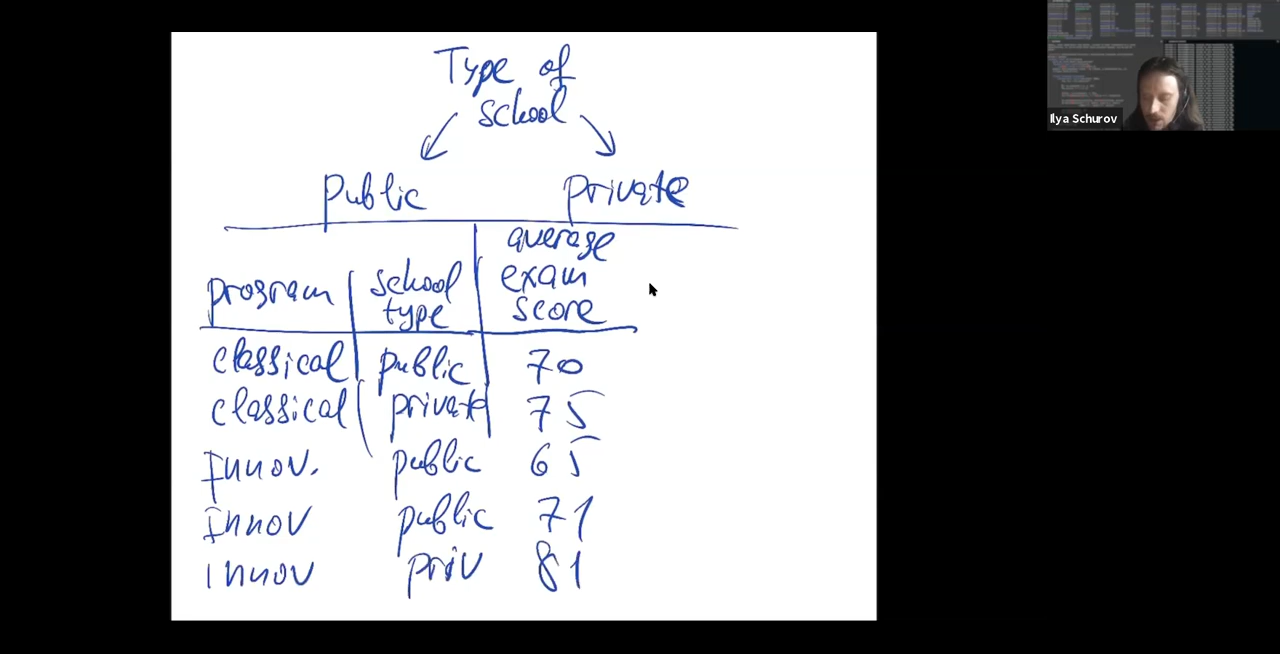 Type of
school
public private
average
program school exam
type score
classical public 70
classical private 75
Innov. public 65
Innov public 71
innov priv 81
Ilya Schurov